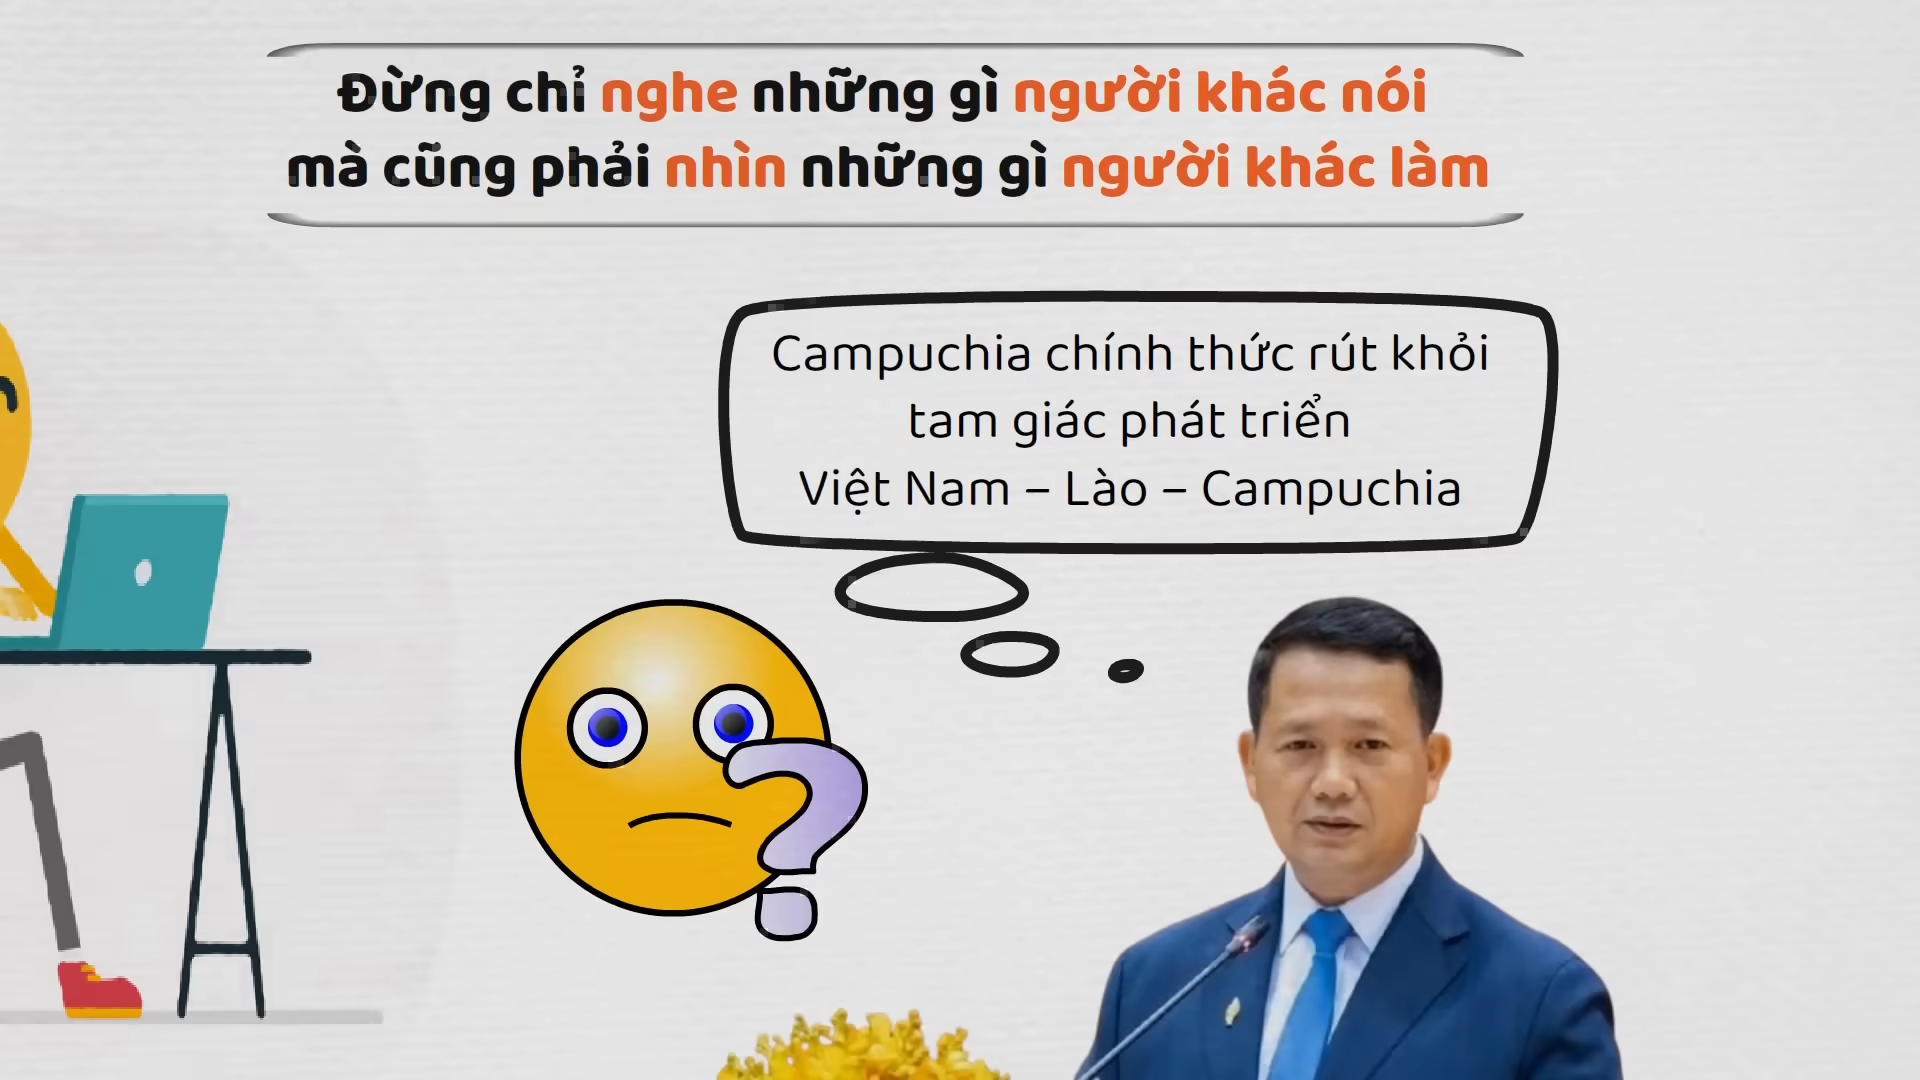 Đừng chỉ nghe những gì người khác nói
mà cũng phải nhìn những gì người khác làm
Campuchia chính thức rút khỏi
tam giác phát triển
Việt Nam – Lào – Campuchia
?